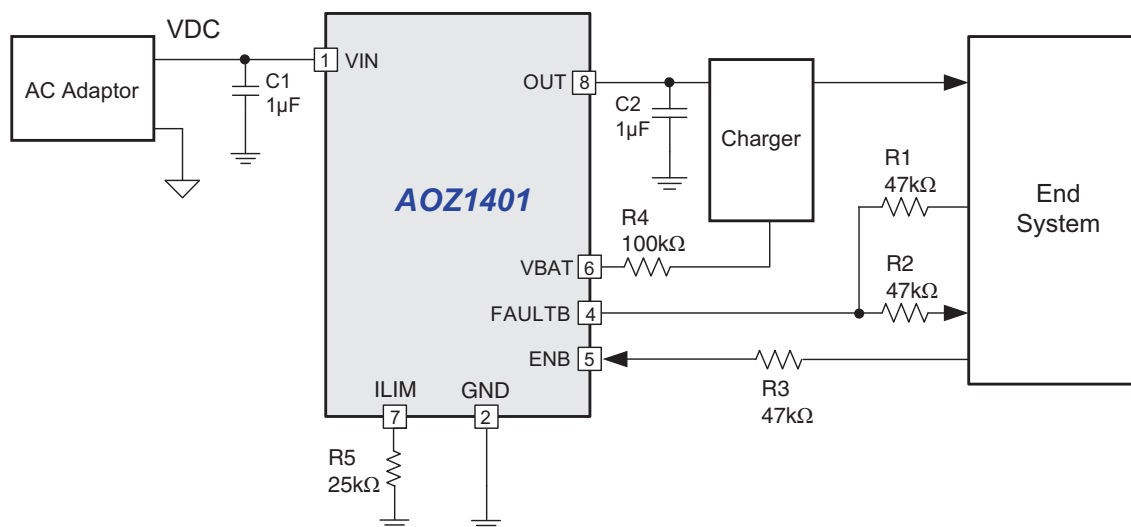 VDC
AC Adaptor
C1
1µF
1
VIN
OUT
8
C2
1µF
Charger
AOZ1401
R4
100kΩ
VBAT
6
FAULTB
4
ENB
5
R1
47kΩ
R2
47kΩ
R3
47kΩ
End
System
ILIM
7
GND
2
R5
25kΩ